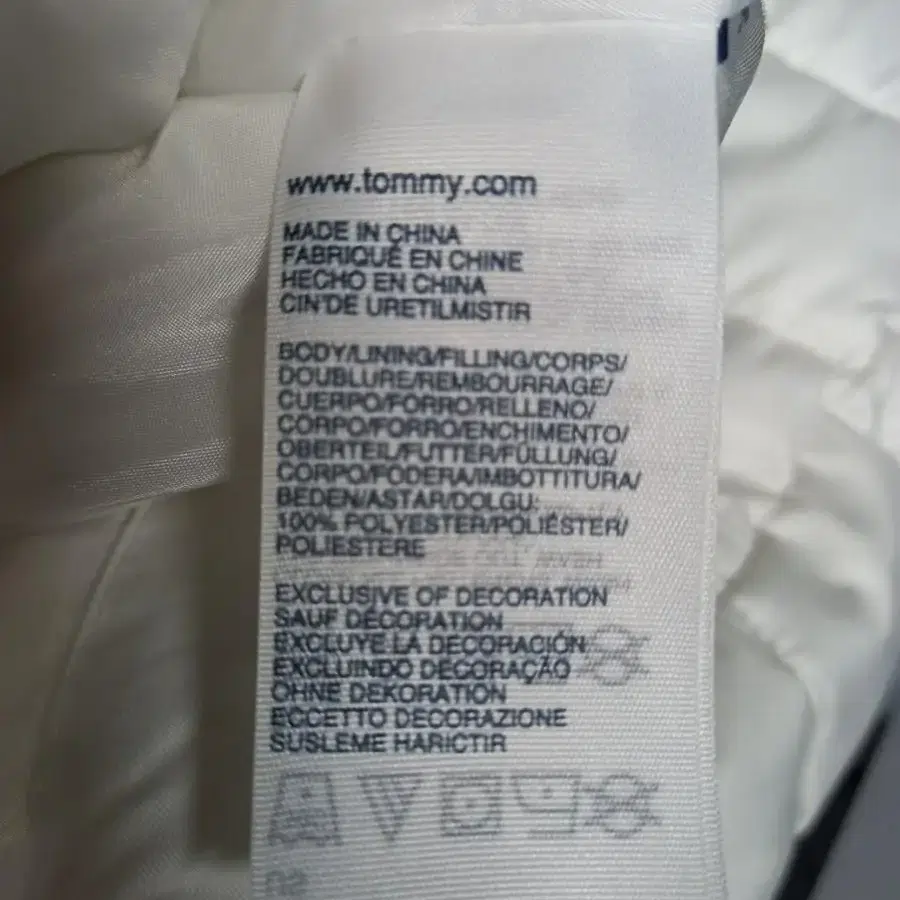 www.tommy.com
MADE IN CHINA
FABRIQUÉ EN CHINE
HECHO EN CHINA
CIN'DE URETILMISTIR
BODY/LINING/FILLING/CORPS/
DOUBLURE/REMBOURRAGE/
CUERPO/FORRO/RELLENO/
CORPO/FORRO/ENCHIMENTO/
OBERTEIL/FUTTER/FÜLLUNG/
CORPO/FODERA/IMBOTTITURA/
BEDEN/ASTAR/DOLGU:
100% POLYESTER/POLIÉSTER/
POLIESTERE
EXCLUSIVE OF DECORATION
SAUF DÉCORATION
EXCLUYE LA DECORACIÓN
EXCLUINDO DECORAÇÃO
OHNE DEKORATION
ECCETTO DECORAZIONE
SUSLEME HARICTIR